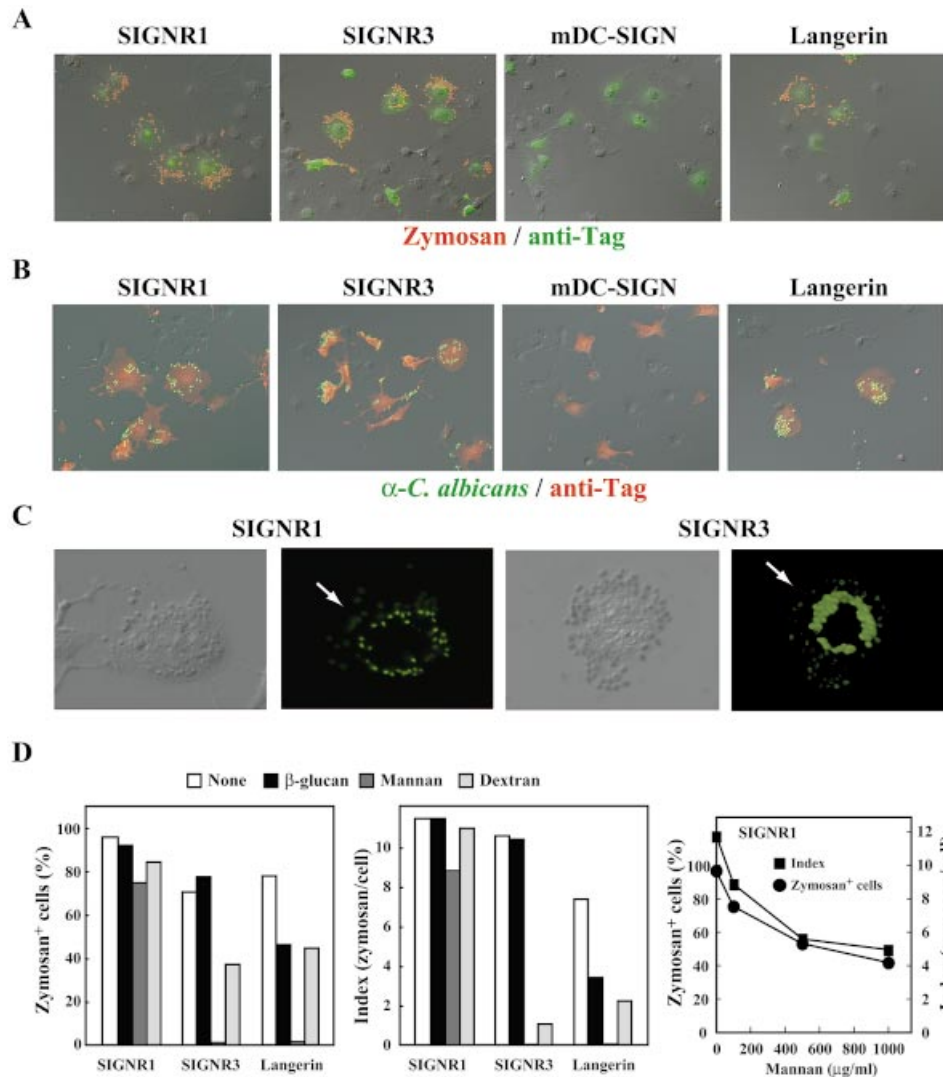 A
SIGNR1 SIGNR3 mDC-SIGN Langerin
Zymosan / anti-Tag
B
SIGNR1 SIGNR3 mDC-SIGN Langerin
α-C. albicans / anti-Tag
C
SIGNR1 SIGNR3
D
None β-glucan Mannan Dextran
Zymosan⁺ cells (%)
100
80
60
40
20
0
SIGNR1 SIGNR3 Langerin
Index (zymosan/cell)
10
8
6
4
2
0
SIGNR1 SIGNR3 Langerin
SIGNR1
Index
Zymosan⁺ cells
Zymosan⁺ cells (%)
100
80
60
40
20
0
12
10
8
6
4
2
0
0 200 400 600 800 1000
Mannan (μg/ml)